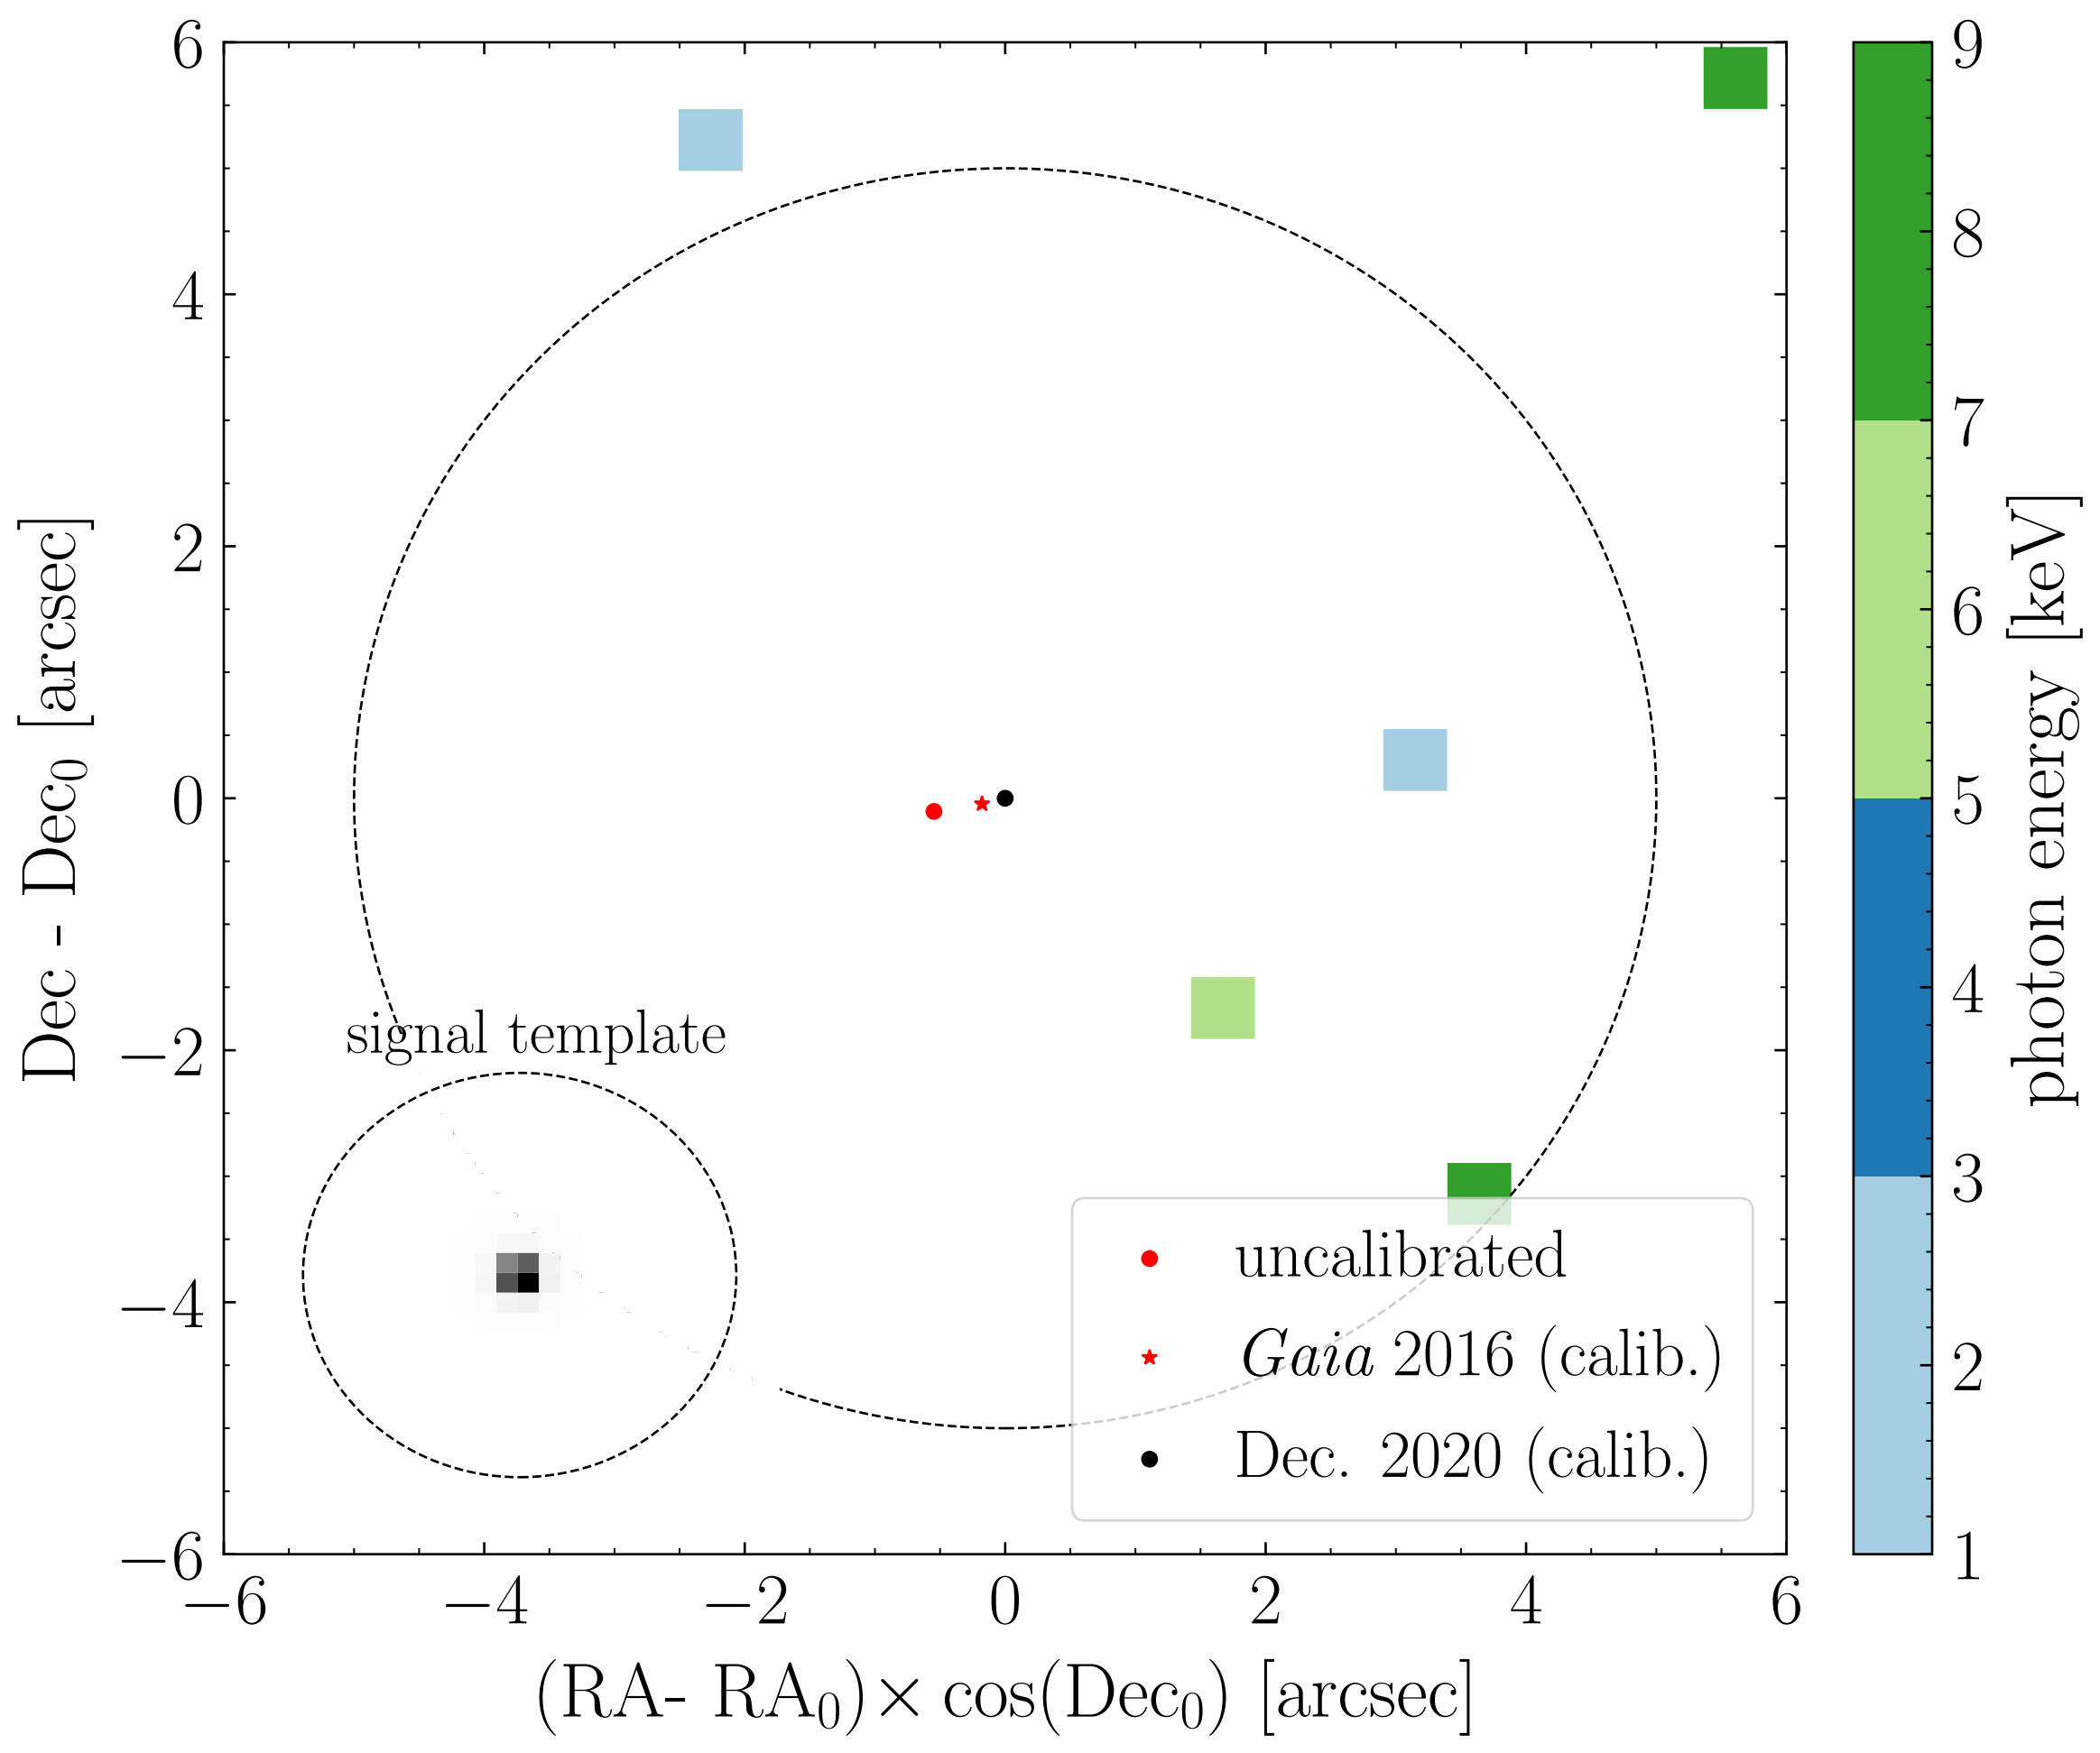 6
4
2
0
−2
−4
−6
Dec - Dec₀ [arcsec]
signal template
uncalibrated
Gaia 2016 (calib.)
Dec. 2020 (calib.)
−6 −4 −2 0 2 4 6
(RA- RA₀)× cos(Dec₀) [arcsec]
9
8
7
6
5
4
3
2
1
photon energy [keV]